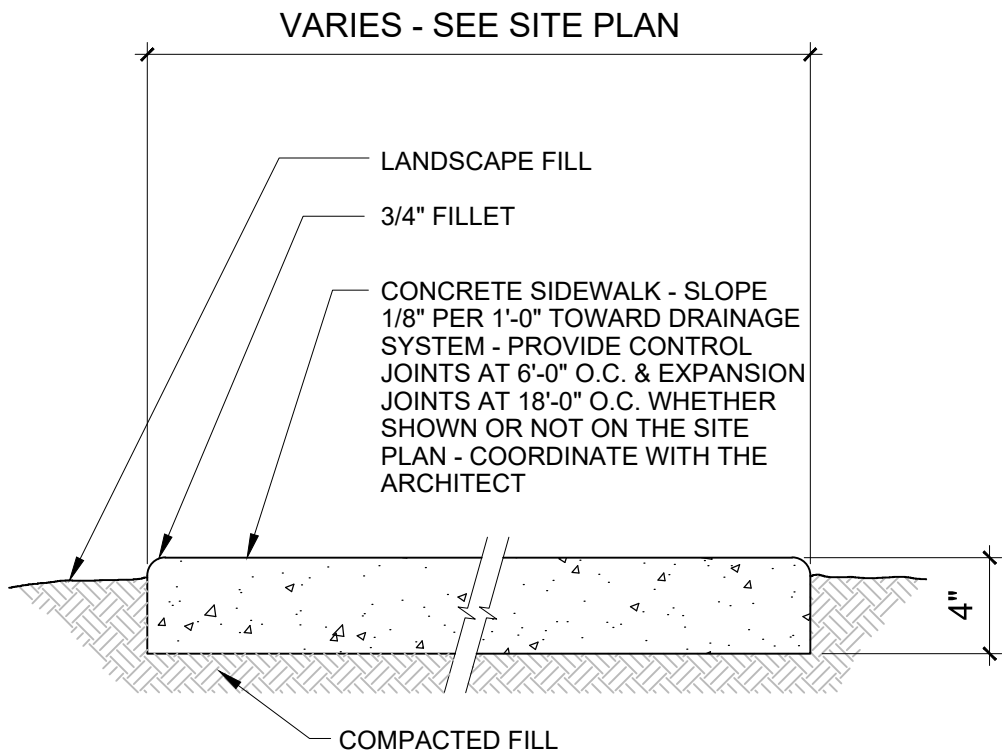 VARIES - SEE SITE PLAN
LANDSCAPE FILL
3/4" FILLET
CONCRETE SIDEWALK - SLOPE
1/8" PER 1'-0" TOWARD DRAINAGE
SYSTEM - PROVIDE CONTROL
JOINTS AT 6'-0" O.C. & EXPANSION
JOINTS AT 18'-0" O.C. WHETHER
SHOWN OR NOT ON THE SITE
PLAN - COORDINATE WITH THE
ARCHITECT
4"
COMPACTED FILL